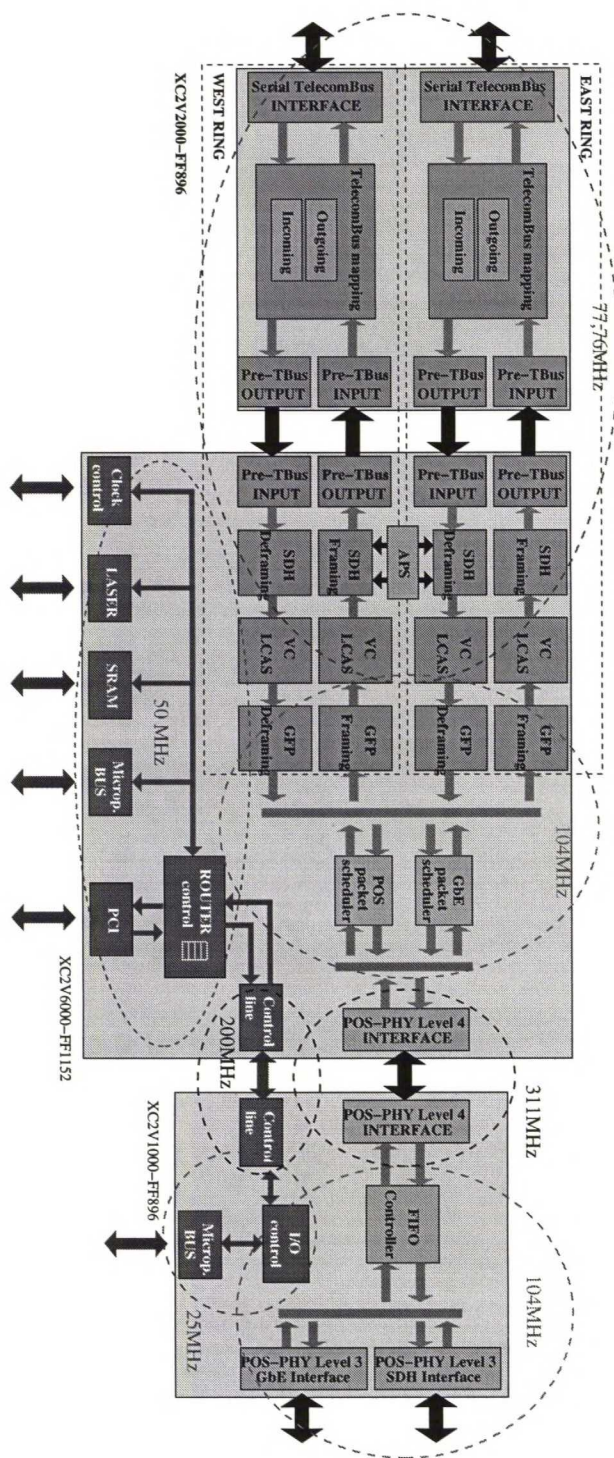 77,76MHz
EAST RING
Serial TelecomBus
INTERFACE
TelecomBus mapping
Outgoing
Incoming
Pre-TBus
INPUT
Pre-TBus
OUTPUT
WEST RING
Serial TelecomBus
INTERFACE
TelecomBus mapping
Outgoing
Incoming
Pre-TBus
INPUT
Pre-TBus
OUTPUT
XC2V2000-FF896
Pre-TBus
OUTPUT
SDH
Framing
VC
LCAS
GFP
Framing
Pre-TBus
INPUT
SDH
Deframing
VC
LCAS
GFP
Deframing
APS
Pre-TBus
OUTPUT
SDH
Framing
VC
LCAS
GFP
Framing
Pre-TBus
INPUT
SDH
Deframing
VC
LCAS
GFP
Deframing
104MHz
GbE
packet
scheduler
POS
packet
scheduler
POS-PHY Level 4
INTERFACE
50 MHz
Clock
control
LASER
SRAM
Microp.
BUS
PCI
ROUTER
control
Control
line
200MHz
XC2V6000-FF1152
311MHz
POS-PHY Level 4
INTERFACE
FIFO
Controller
104MHz
POS-PHY Level 3
SDH Interface
POS-PHY Level 3
GbE Interface
Control
line
I/O
control
Microp.
BUS
25MHz
XC2V1000-FF896